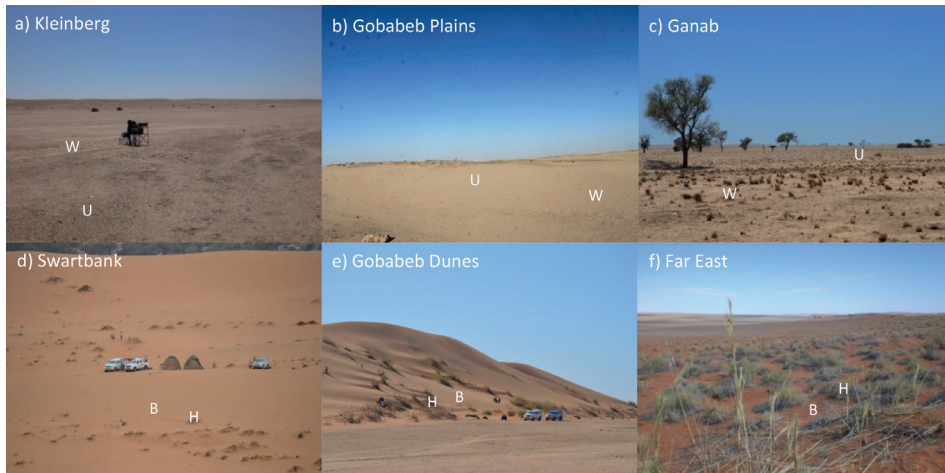 a) Kleinberg
W
U
b) Gobabeb Plains
U
W
c) Ganab
U
W
d) Swartbank
B
H
e) Gobabeb Dunes
H
B
f) Far East
H
B